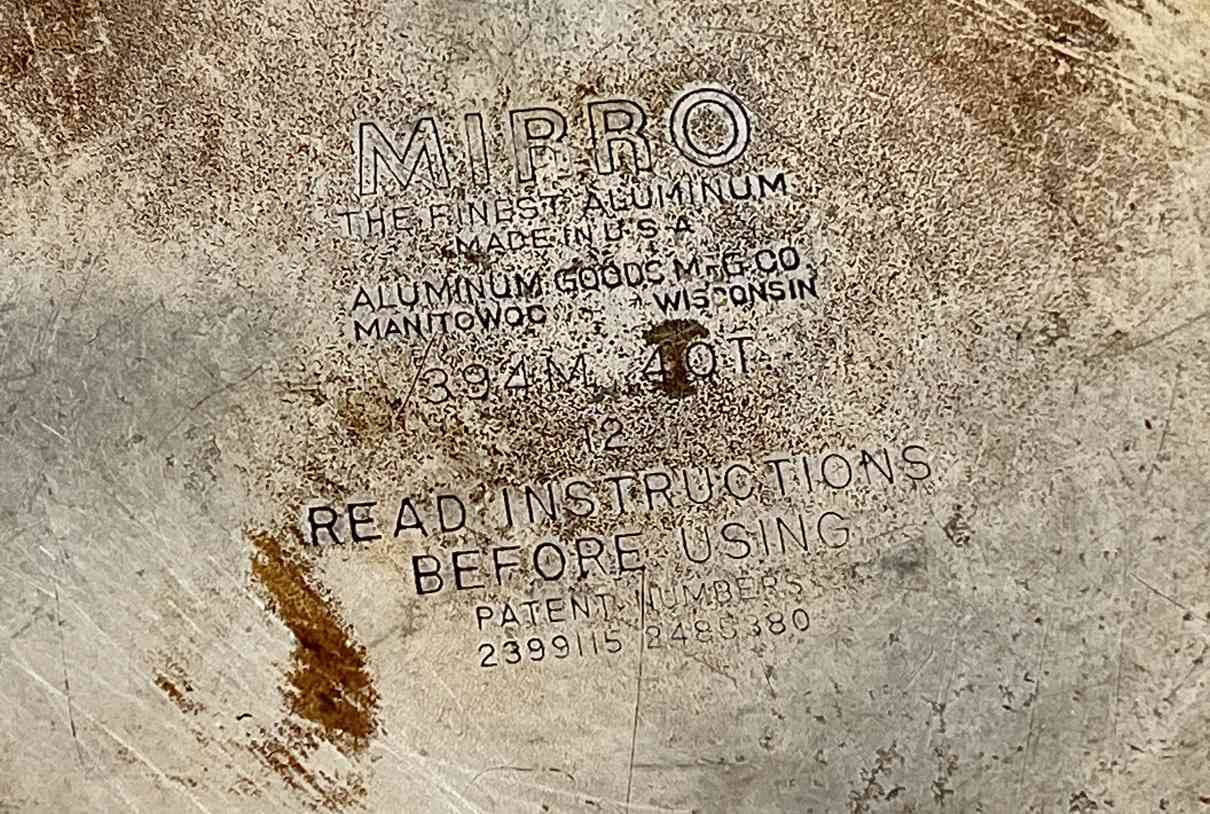 MIRRO
THE FINEST ALUMINUM
MADE IN U S A
ALUMINUM GOODS MFG. CO.
MANITOWOC WISCONSIN
394M 4QT
12
READ INSTRUCTIONS
BEFORE USING
PATENT NUMBERS
2399115